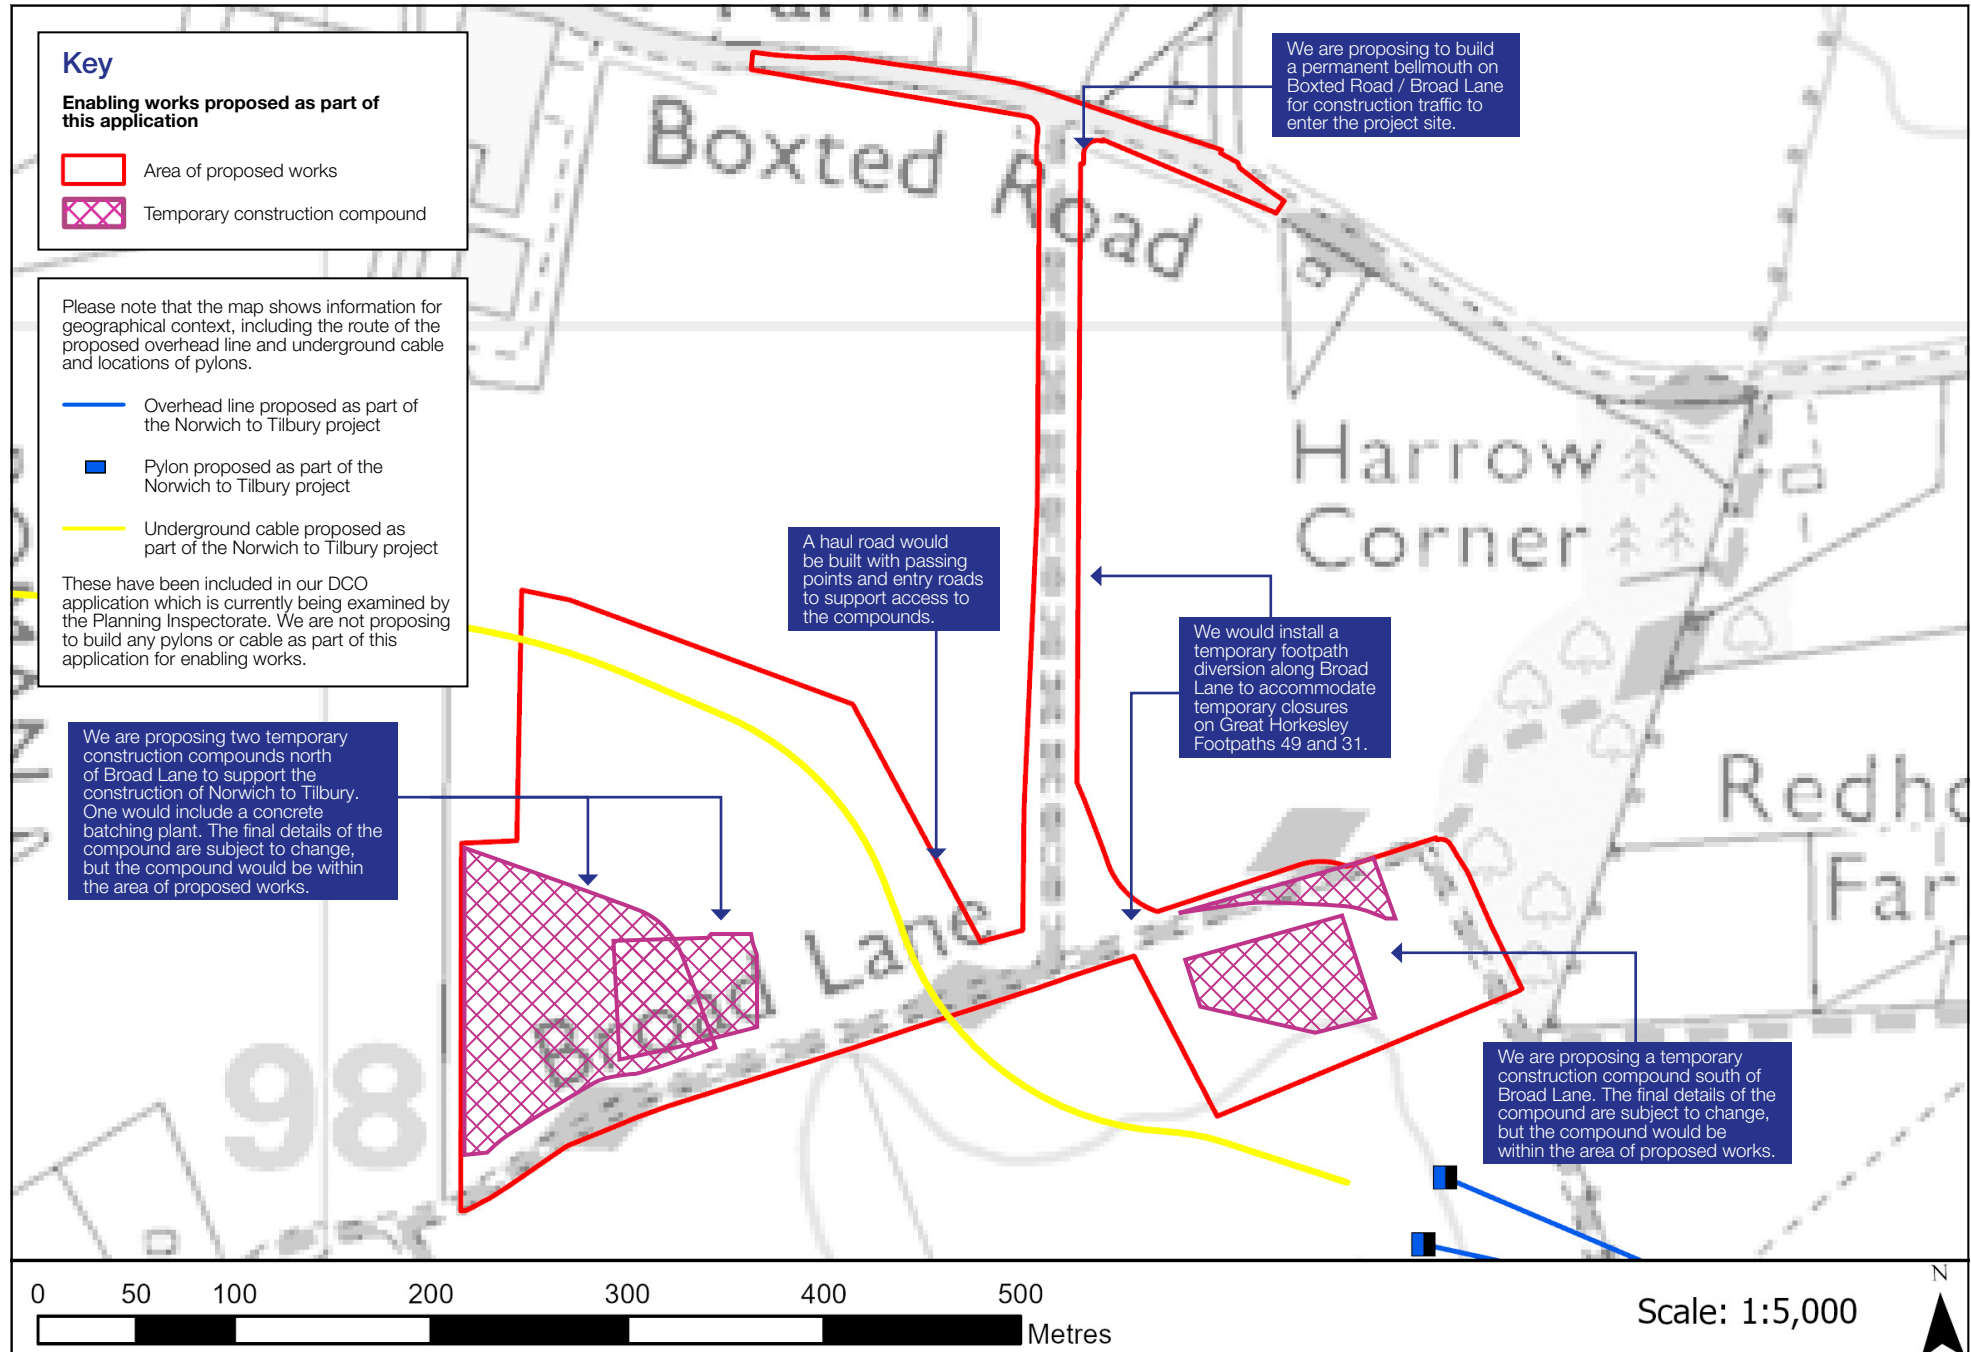 Key
Enabling works proposed as part of
this application
Area of proposed works
Temporary construction compound
Please note that the map shows information for
geographical context, including the route of the
proposed overhead line and underground cable
and locations of pylons.
Overhead line proposed as part of
the Norwich to Tilbury project
Pylon proposed as part of the
Norwich to Tilbury project
Underground cable proposed as
part of the Norwich to Tilbury project
These have been included in our DCO
application which is currently being examined by
the Planning Inspectorate. We are not proposing
to build any pylons or cable as part of this
application for enabling works.
We are proposing to build
a permanent bellmouth on
Boxted Road / Broad Lane
for construction traffic to
enter the project site.
Boxted Road
Harrow
Corner
A haul road would
be built with passing
points and entry roads
to support access to
the compounds.
We would install a
temporary footpath
diversion along Broad
Lane to accommodate
temporary closures
on Great Horkesley
Footpaths 49 and 31.
We are proposing two temporary
construction compounds north
of Broad Lane to support the
construction of Norwich to Tilbury.
One would include a concrete
batching plant. The final details of the
compound are subject to change,
but the compound would be within
the area of proposed works.
Redho
Far
Broad Lane
98
We are proposing a temporary
construction compound south of
Broad Lane. The final details of the
compound are subject to change,
but the compound would be
within the area of proposed works.
0 50 100 200 300 400 500
Metres
Scale: 1:5,000
N